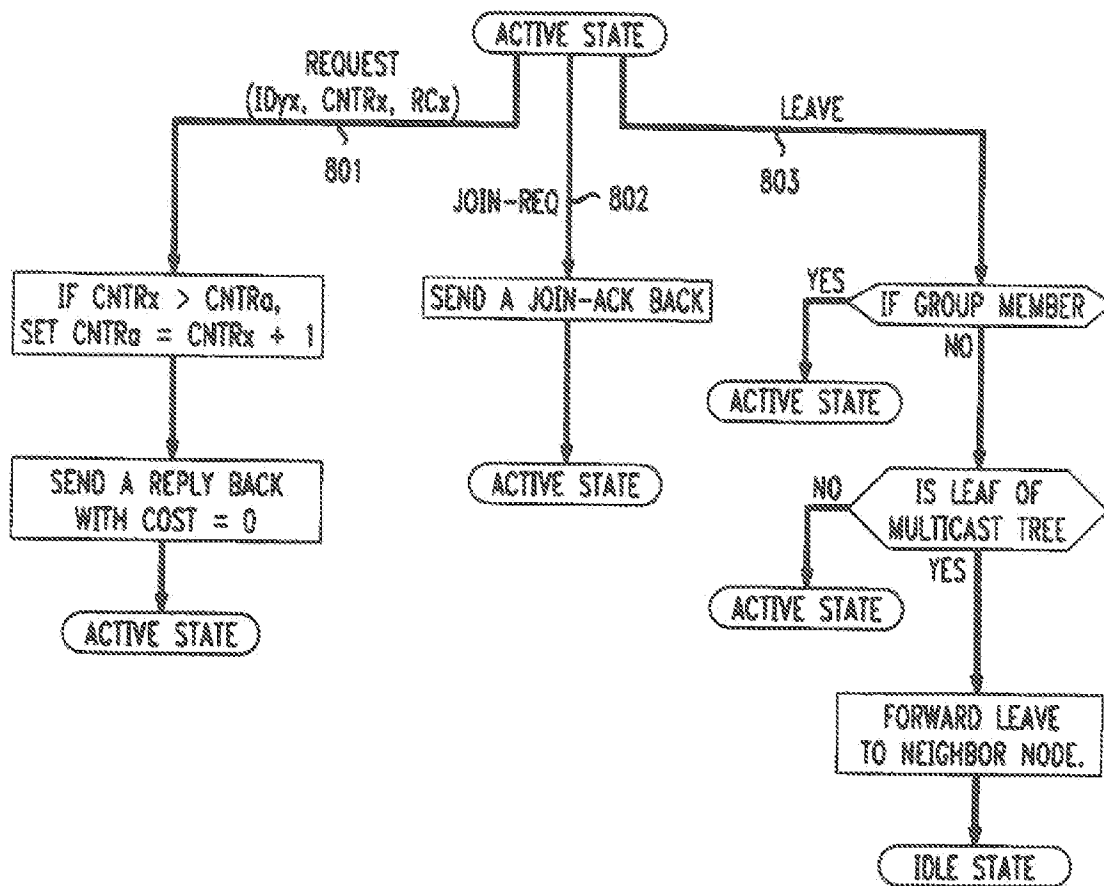 ACTIVE STATE
REQUEST
(IDyx, CNTRx, RCx)
801
JOIN-REQ
802
LEAVE
803
IF CNTRx > CNTRa,
SET CNTRa = CNTRx + 1
SEND A REPLY BACK
WITH COST = 0
ACTIVE STATE
SEND A JOIN-ACK BACK
ACTIVE STATE
YES
IF GROUP MEMBER
NO
ACTIVE STATE
NO
IS LEAF OF
MULTICAST TREE
YES
ACTIVE STATE
FORWARD LEAVE
TO NEIGHBOR NODE.
IDLE STATE